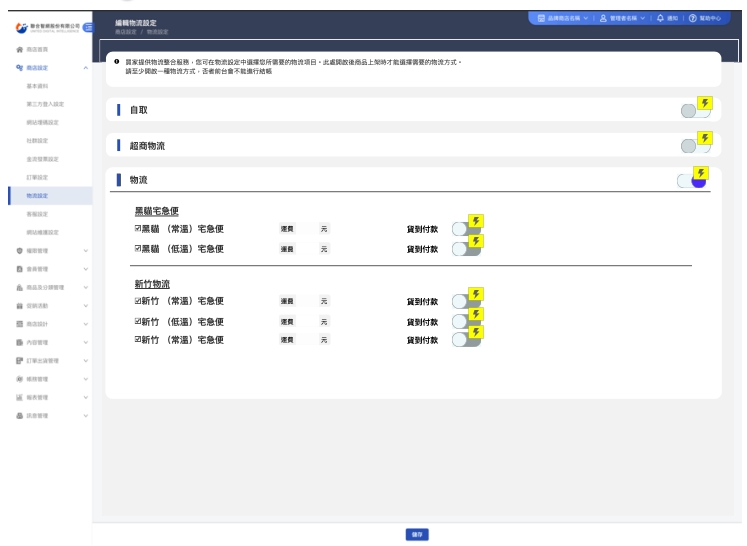 聯合智網股份有限公司
UNITED DIGITAL INTELLIGENCE
編輯物流設定
商店設定 / 物流設定
品牌商店名稱
管理者名稱
通知
幫助中心
商店首頁
商店設定
基本資料
第三方登入設定
網站架構設定
社群設定
金流發票設定
訂單設定
物流設定
客服設定
網站維護設定
權限管理
會員管理
商品及分類管理
促銷活動
商店設計
內容管理
訂單出貨管理
帳務管理
報表管理
訊息管理
買家提供物流整合服務,您可在物流設定中選擇您所需要的物流項目。此處開啟後商品上架時才能選擇需要的物流方式。
請至少開啟一種物流方式,否者前台會不能進行結帳
自取
超商物流
物流
黑貓宅急便
黑貓 (常溫) 宅急便 運費 元 貨到付款
黑貓 (低溫) 宅急便 運費 元 貨到付款
新竹物流
新竹 (常溫) 宅急便 運費 元 貨到付款
新竹 (低溫) 宅急便 運費 元 貨到付款
新竹 (常溫) 宅急便 運費 元 貨到付款
儲存